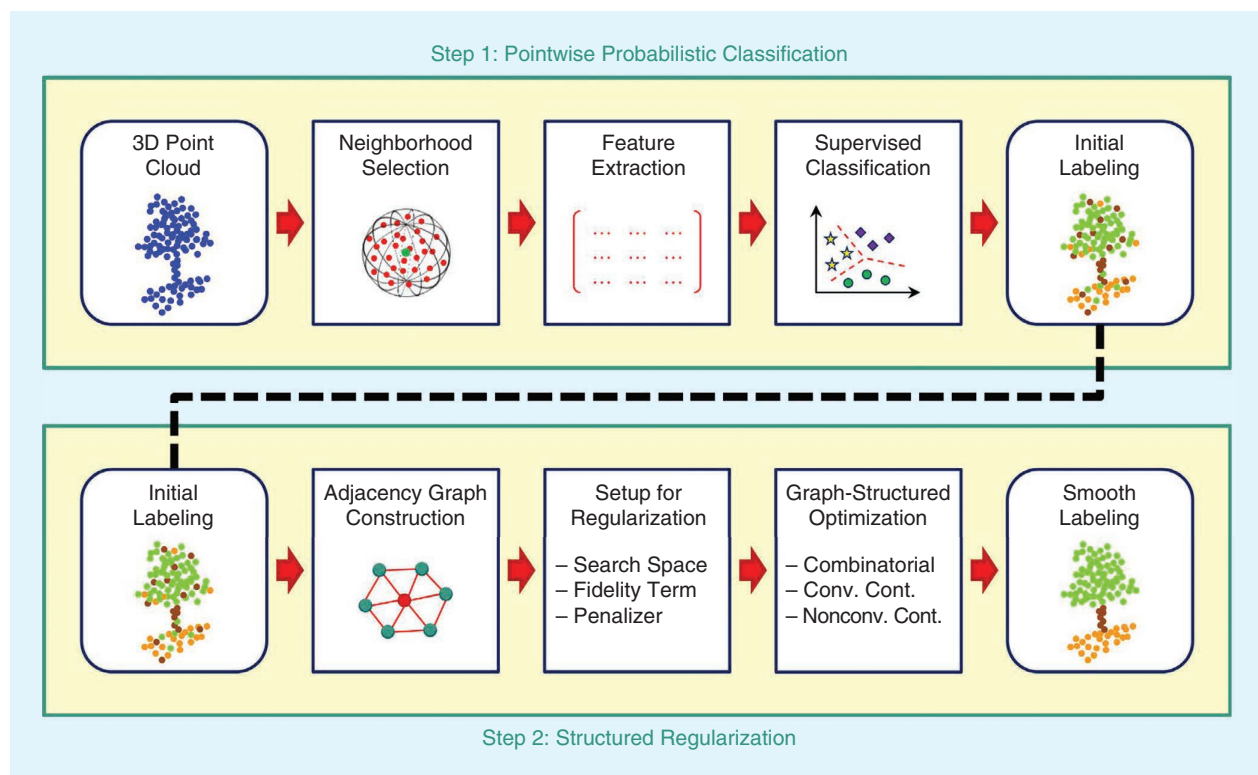 Step 1: Pointwise Probabilistic Classification
3D Point
Cloud
Neighborhood
Selection
Feature
Extraction
Supervised
Classification
Initial
Labeling
Initial
Labeling
Adjacency Graph
Construction
Setup for
Regularization
– Search Space
– Fidelity Term
– Penalizer
Graph-Structured
Optimization
– Combinatorial
– Conv. Cont.
– Nonconv. Cont.
Smooth
Labeling
Step 2: Structured Regularization